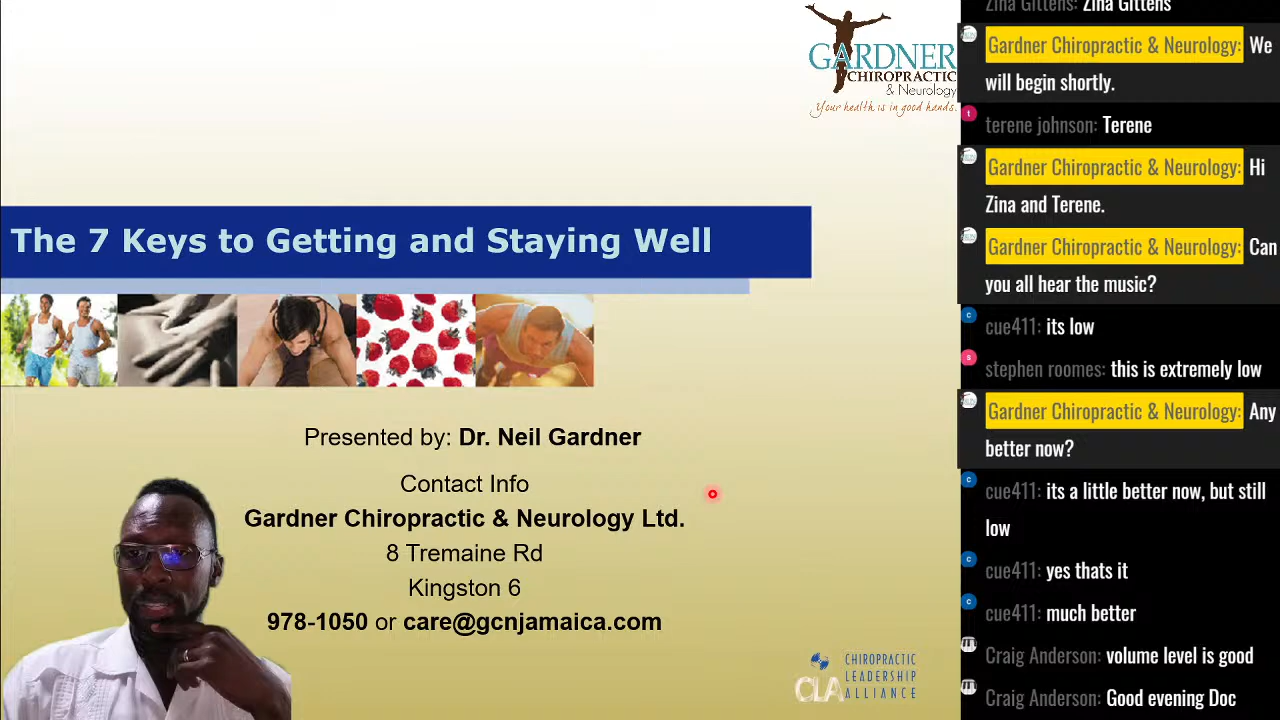 GARDNER
CHIROPRACTIC
& Neurology
Your health is in good hands.
The 7 Keys to Getting and Staying Well
Presented by: Dr. Neil Gardner
Contact Info
Gardner Chiropractic & Neurology Ltd.
8 Tremaine Rd
Kingston 6
978-1050 or care@gcnjamaica.com
CLA
CHIROPRACTIC
LEADERSHIP
ALLIANCE
Zina Gittens: Zina Gittens
Gardner Chiropractic & Neurology: We
will begin shortly.
t
terene johnson: Terene
Gardner Chiropractic & Neurology: Hi
Zina and Terene.
Gardner Chiropractic & Neurology: Can
you all hear the music?
c
cue411: its low
s
stephen roomes: this is extremely low
Gardner Chiropractic & Neurology: Any
better now?
c
cue411: its a little better now, but still
low
c
cue411: yes thats it
c
cue411: much better
Craig Anderson: volume level is good
Craig Anderson: Good evening Doc